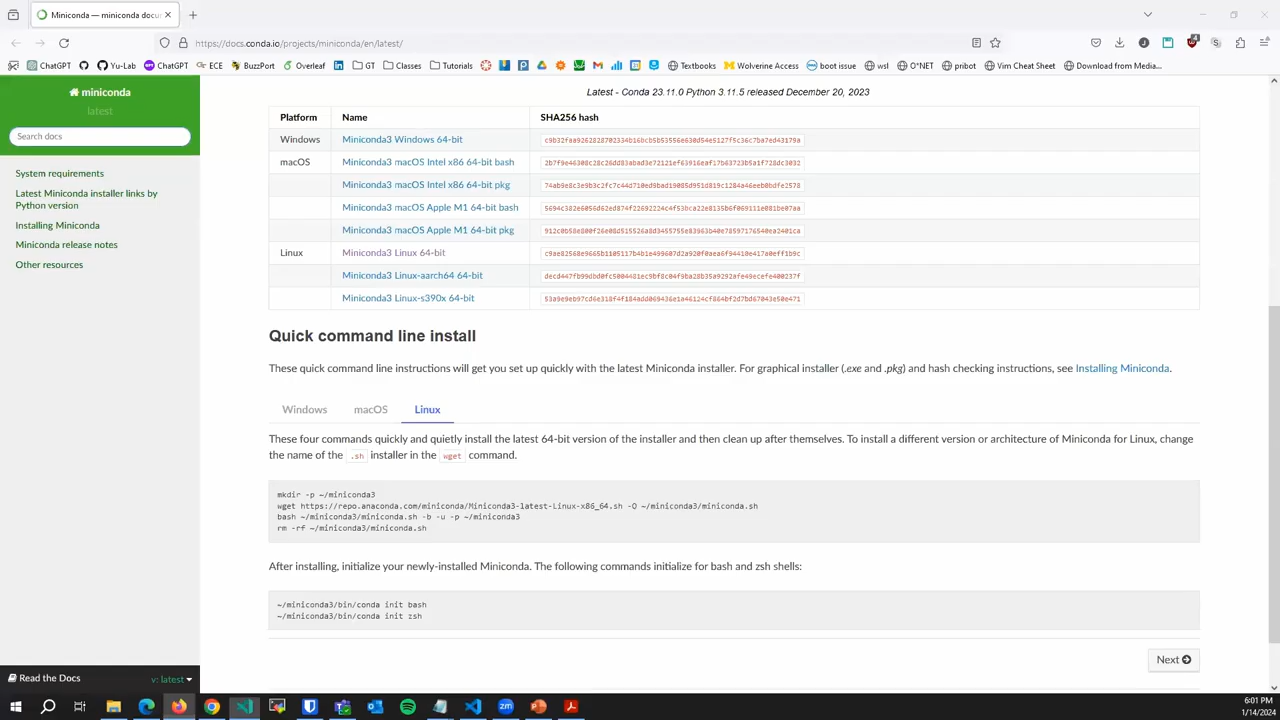 Miniconda — miniconda docu
https://docs.conda.io/projects/miniconda/en/latest/
ChatGPT Yu-Lab ChatGPT ECE BuzzPort Overleaf GT Classes Tutorials Textbooks Wolverine Access boot issue wsl O*NET pribot Vim Cheat Sheet Download from Media...
miniconda
latest
Search docs
System requirements
Latest Miniconda installer links by
Python version
Installing Miniconda
Miniconda release notes
Other resources
Latest - Conda 23.11.0 Python 3.11.5 released December 20, 2023
Platform Name SHA256 hash
Windows Miniconda3 Windows 64-bit
macOS Miniconda3 macOS Intel x86 64-bit bash
Miniconda3 macOS Intel x86 64-bit pkg
Miniconda3 macOS Apple M1 64-bit bash
Miniconda3 macOS Apple M1 64-bit pkg
Linux Miniconda3 Linux 64-bit
Miniconda3 Linux-aarch64 64-bit
Miniconda3 Linux-s390x 64-bit
Quick command line install
These quick command line instructions will get you set up quickly with the latest Miniconda installer. For graphical installer (.exe and .pkg) and hash checking instructions, see Installing Miniconda.
Windows macOS Linux
These four commands quickly and quietly install the latest 64-bit version of the installer and then clean up after themselves. To install a different version or architecture of Miniconda for Linux, change
the name of the .sh installer in the wget command.
mkdir -p ~/miniconda3
wget https://repo.anaconda.com/miniconda/Miniconda3-latest-Linux-x86_64.sh -O ~/miniconda3/miniconda.sh
bash ~/miniconda3/miniconda.sh -b -u -p ~/miniconda3
rm -rf ~/miniconda3/miniconda.sh
After installing, initialize your newly-installed Miniconda. The following commands initialize for bash and zsh shells:
~/miniconda3/bin/conda init bash
~/miniconda3/bin/conda init zsh
Next
Read the Docs v: latest
6:01 PM
1/14/2024